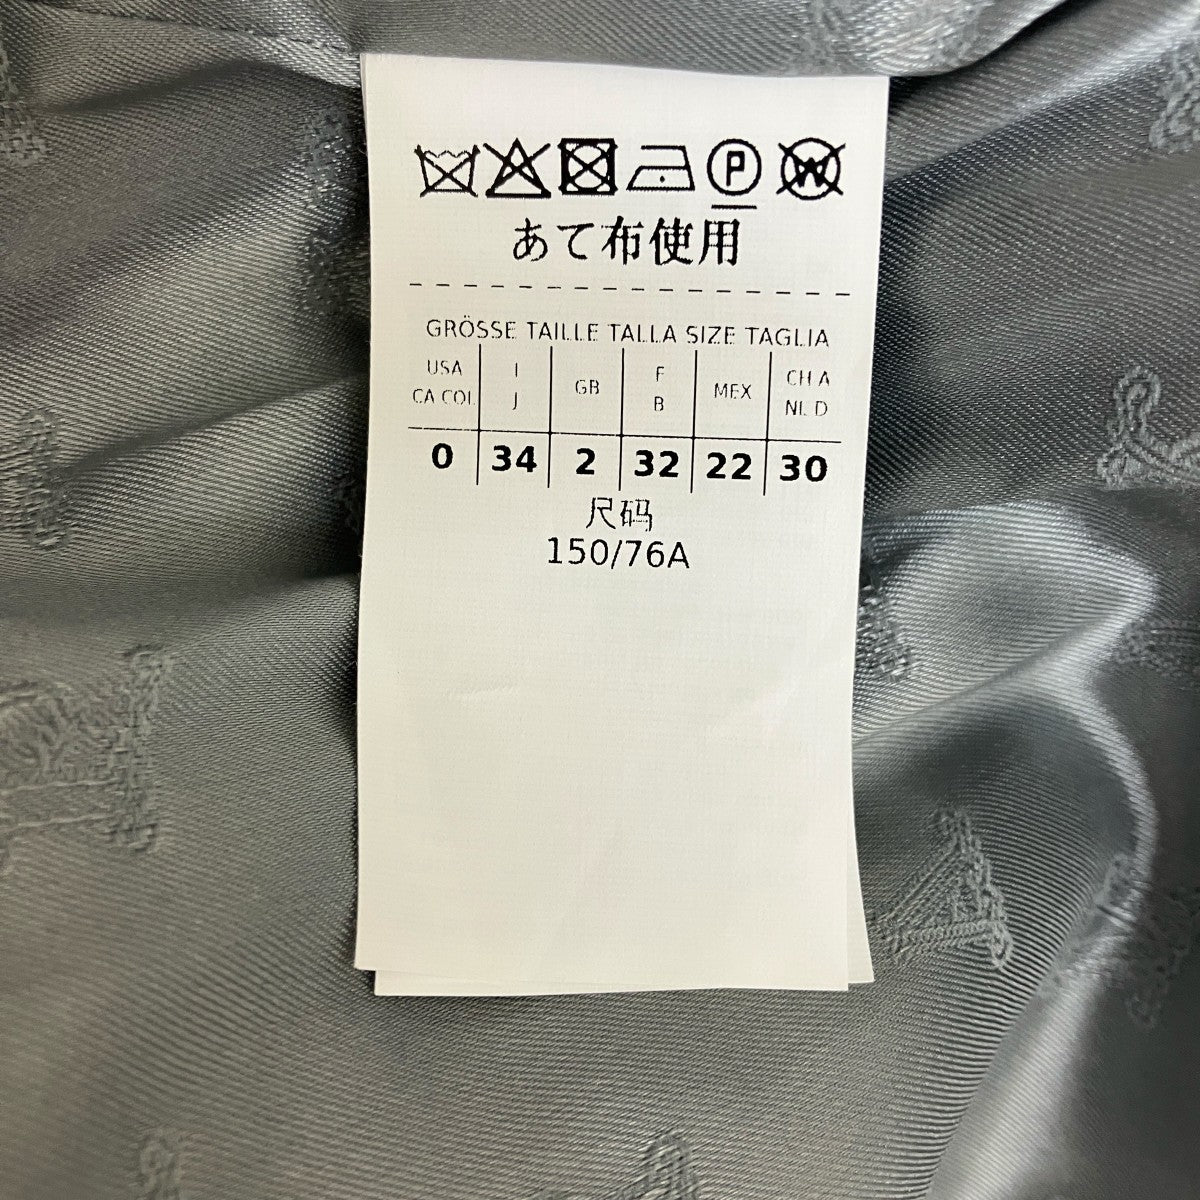 P W
あて布使用
GRÖSSE TAILLE TALLA SIZE TAGLIA
USA I GB F MEX CH A
CA COL J B NL D
0 34 2 32 22 30
尺码
150/76A